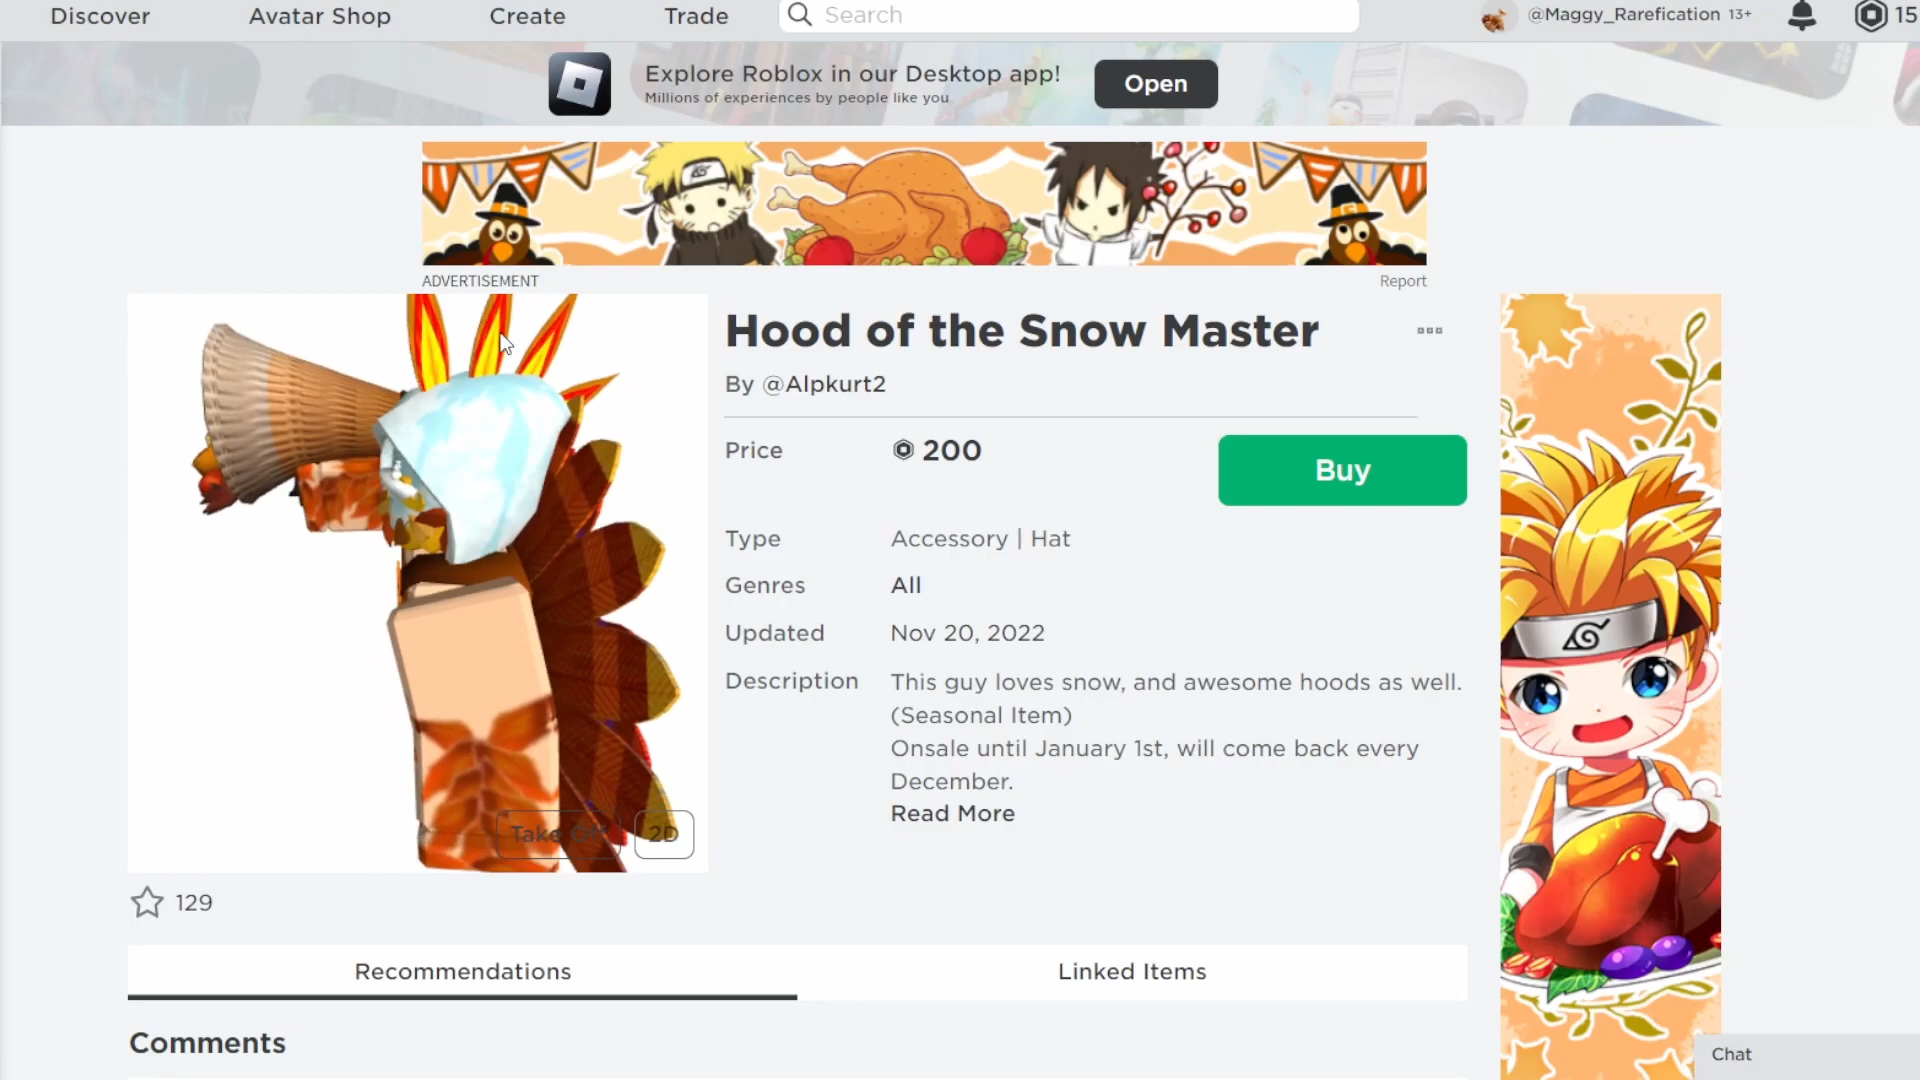 Discover
Avatar Shop
Create
Trade
Search
@Maggy_Rarefication 13+
15
Explore Roblox in our Desktop app!
Millions of experiences by people like you
Open
ADVERTISEMENT
Report
Hood of the Snow Master
By @Alpkurt2
Price
200
Buy
Type
Accessory | Hat
Genres
All
Updated
Nov 20, 2022
Description
This guy loves snow, and awesome hoods as well.
(Seasonal Item)
Onsale until January 1st, will come back every
December.
Read More
Take Off
2D
129
Recommendations
Linked Items
Comments
Chat